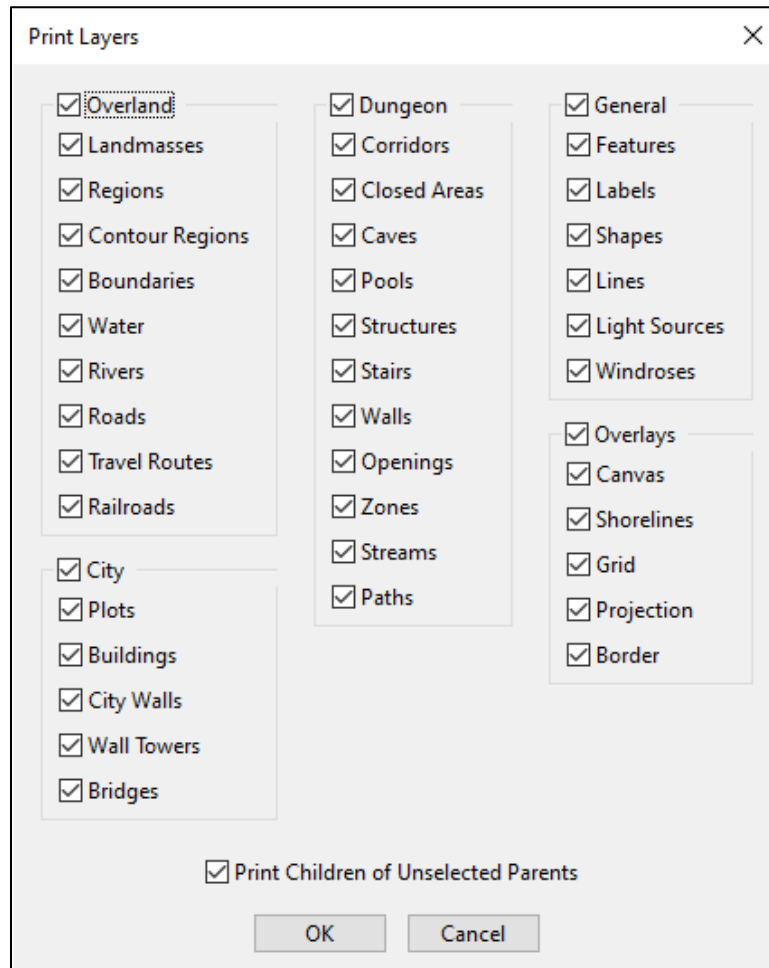 Print Layers
Overland
Landmasses
Regions
Contour Regions
Boundaries
Water
Rivers
Roads
Travel Routes
Railroads
City
Plots
Buildings
City Walls
Wall Towers
Bridges
Dungeon
Corridors
Closed Areas
Caves
Pools
Structures
Stairs
Walls
Openings
Zones
Streams
Paths
General
Features
Labels
Shapes
Lines
Light Sources
Windroses
Overlays
Canvas
Shorelines
Grid
Projection
Border
Print Children of Unselected Parents
OK
Cancel